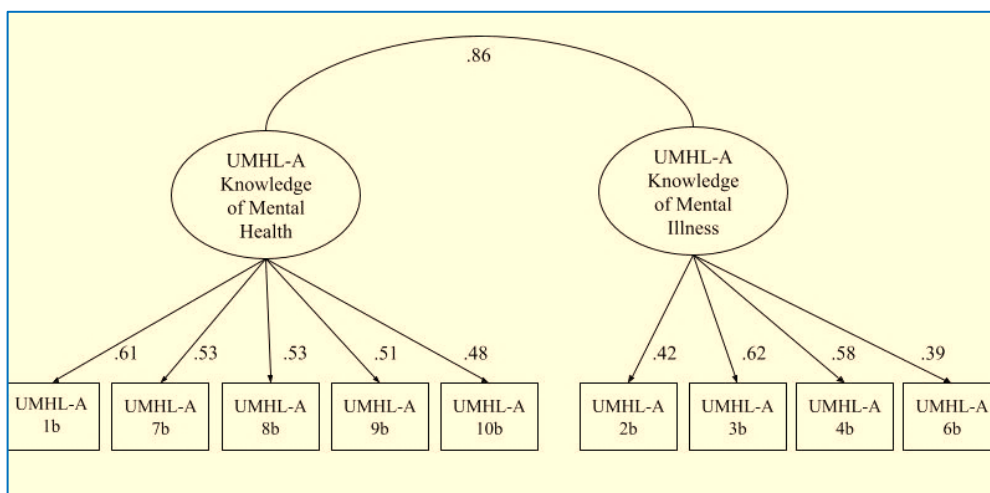 .86
UMHL-A
Knowledge
of Mental
Health
UMHL-A
Knowledge
of Mental
Illness
.61
.53
.53
.51
.48
.42
.62
.58
.39
UMHL-A
1b
UMHL-A
7b
UMHL-A
8b
UMHL-A
9b
UMHL-A
10b
UMHL-A
2b
UMHL-A
3b
UMHL-A
4b
UMHL-A
6b